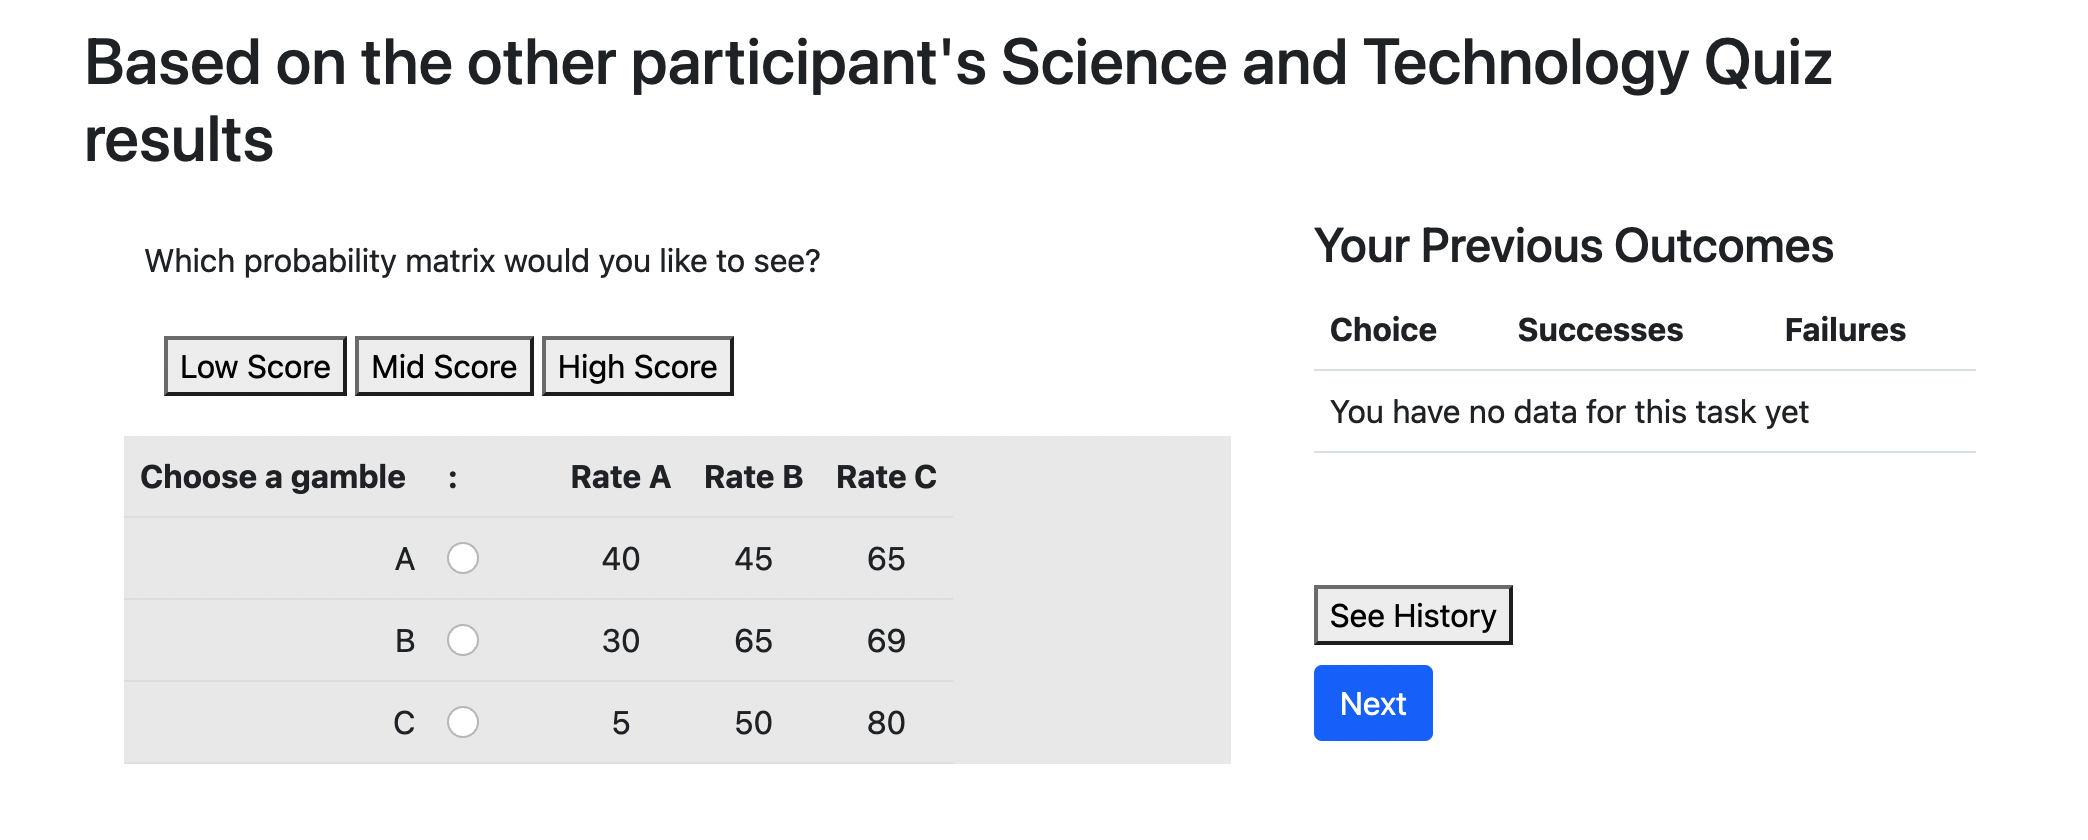 Based on the other participant's Science and Technology Quiz
results
Which probability matrix would you like to see?
Low Score Mid Score High Score
Choose a gamble : Rate A Rate B Rate C
A 40 45 65
B 30 65 69
C 5 50 80
Your Previous Outcomes
Choice Successes Failures
You have no data for this task yet
See History
Next